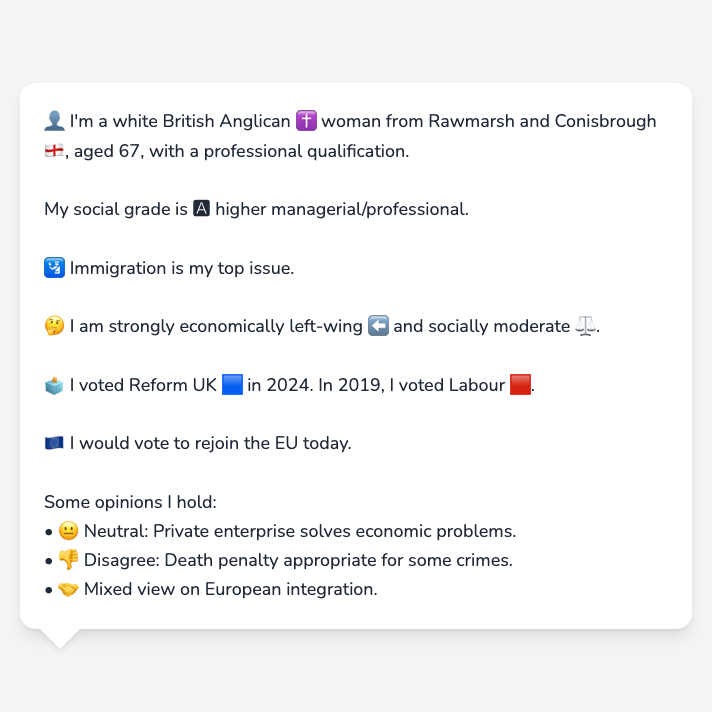 👤 I'm a white British Anglican ✝️ woman from Rawmarsh and Conisbrough
🏴󠁧󠁢󠁥󠁮󠁧󠁿, aged 67, with a professional qualification.
My social grade is 🅰 higher managerial/professional.
🛂 Immigration is my top issue.
🤔 I am strongly economically left-wing ⬅️ and socially moderate ⚖️.
🗳️ I voted Reform UK 🟦 in 2024. In 2019, I voted Labour 🟥.
🇪🇺 I would vote to rejoin the EU today.
Some opinions I hold:
• 😐 Neutral: Private enterprise solves economic problems.
• 👎 Disagree: Death penalty appropriate for some crimes.
• 🤝 Mixed view on European integration.